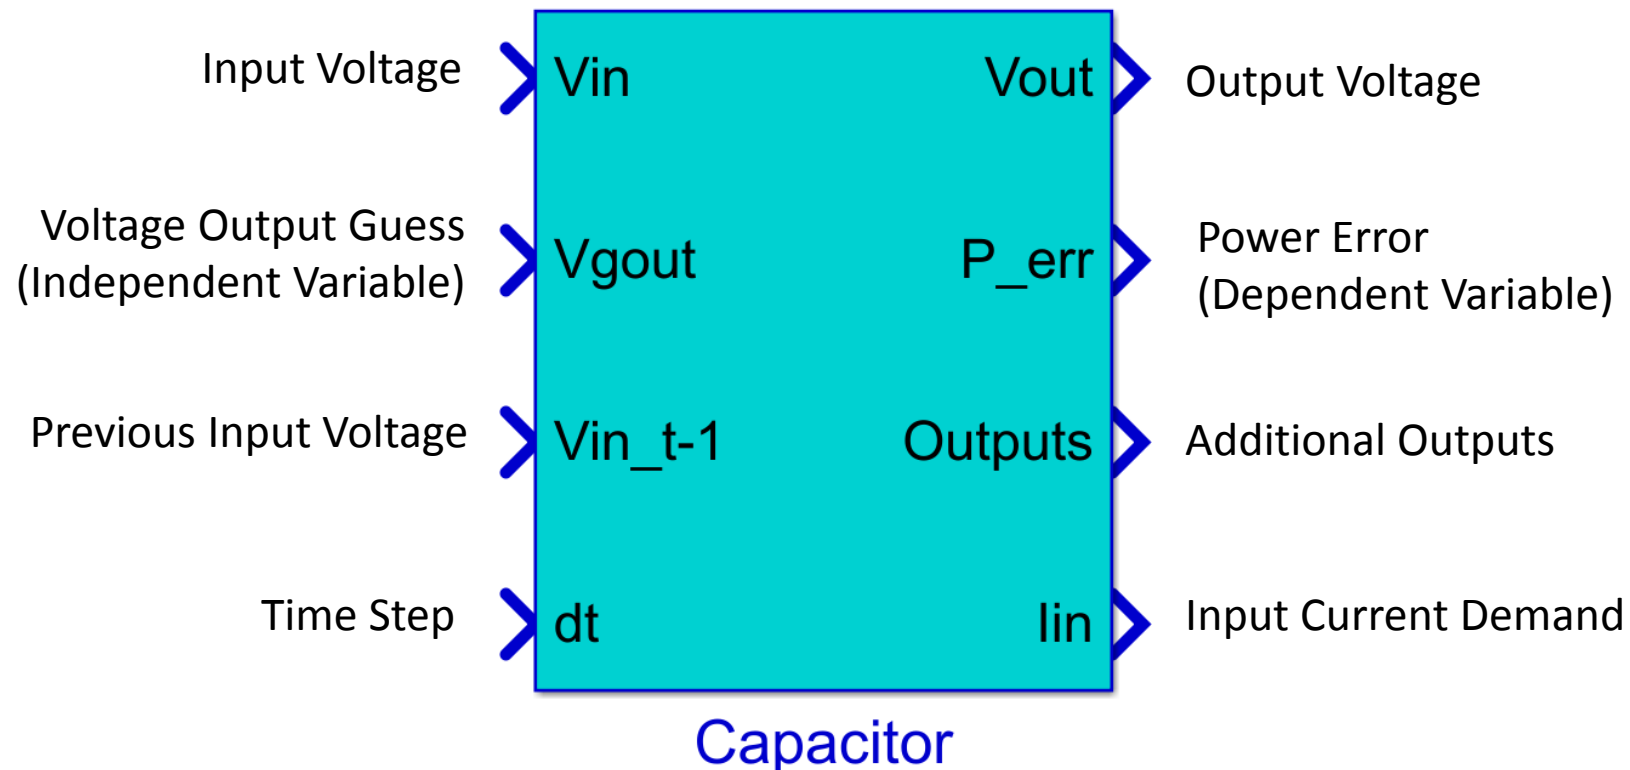 Input Voltage
Vin
Vout
Output Voltage
Voltage Output Guess
(Independent Variable)
Vgout
P_err
Power Error
(Dependent Variable)
Previous Input Voltage
Vin_t-1
Outputs
Additional Outputs
Time Step
dt
Iin
Input Current Demand
Capacitor